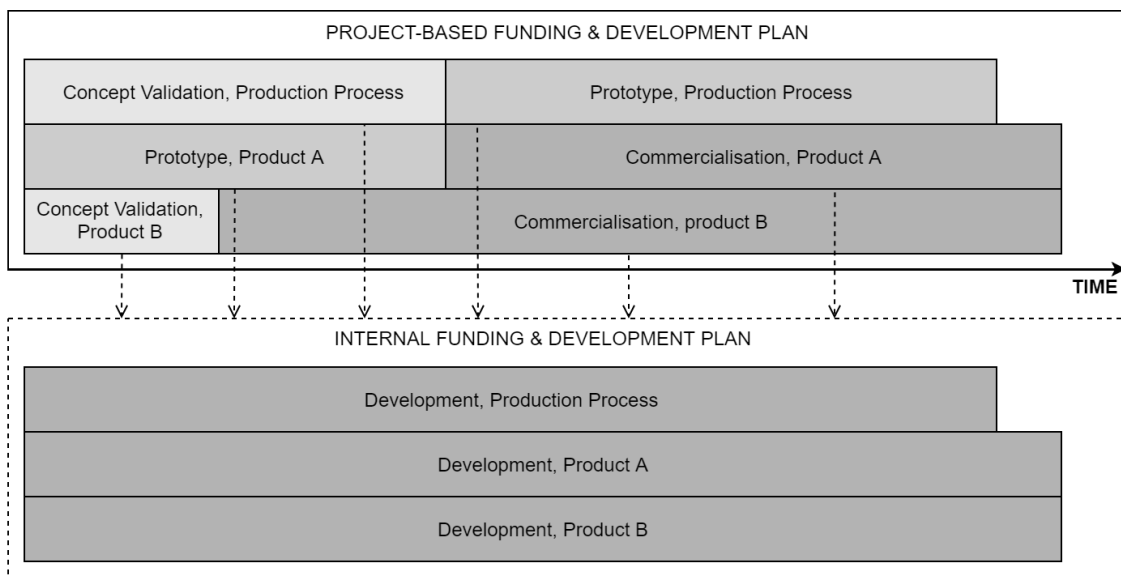 PROJECT-BASED FUNDING & DEVELOPMENT PLAN
Concept Validation, Production Process
Prototype, Production Process
Prototype, Product A
Commercialisation, Product A
Concept Validation,
Product B
Commercialisation, product B
TIME
INTERNAL FUNDING & DEVELOPMENT PLAN
Development, Production Process
Development, Product A
Development, Product B